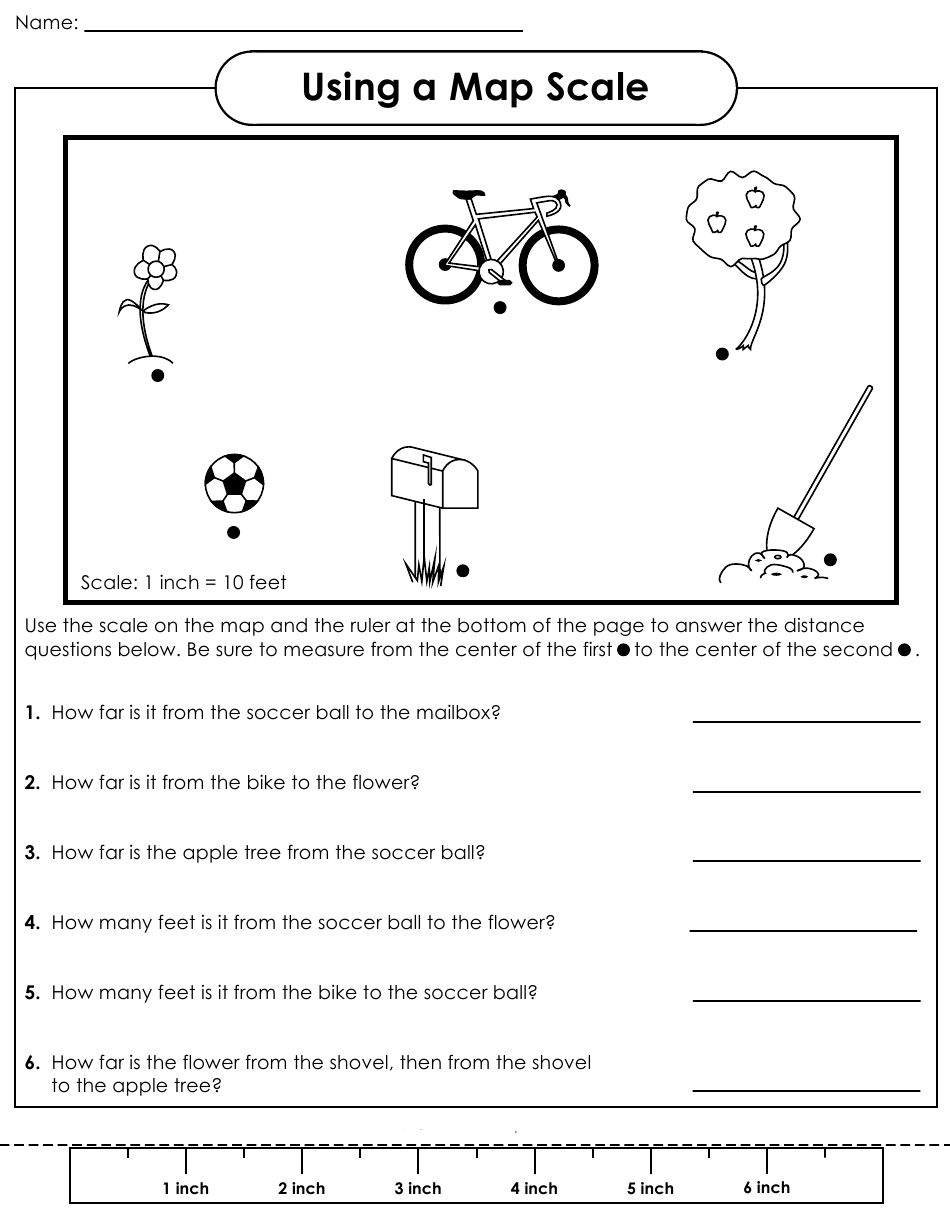 Name:
Using a Map Scale
Scale: 1 inch = 10 feet
Use the scale on the map and the ruler at the bottom of the page to answer the distance
questions below. Be sure to measure from the center of the first ● to the center of the second ● .
1. How far is it from the soccer ball to the mailbox?
2. How far is it from the bike to the flower?
3. How far is the apple tree from the soccer ball?
4. How many feet is it from the soccer ball to the flower?
5. How many feet is it from the bike to the soccer ball?
6. How far is the flower from the shovel, then from the shovel
to the apple tree?
1 inch 2 inch 3 inch 4 inch 5 inch 6 inch